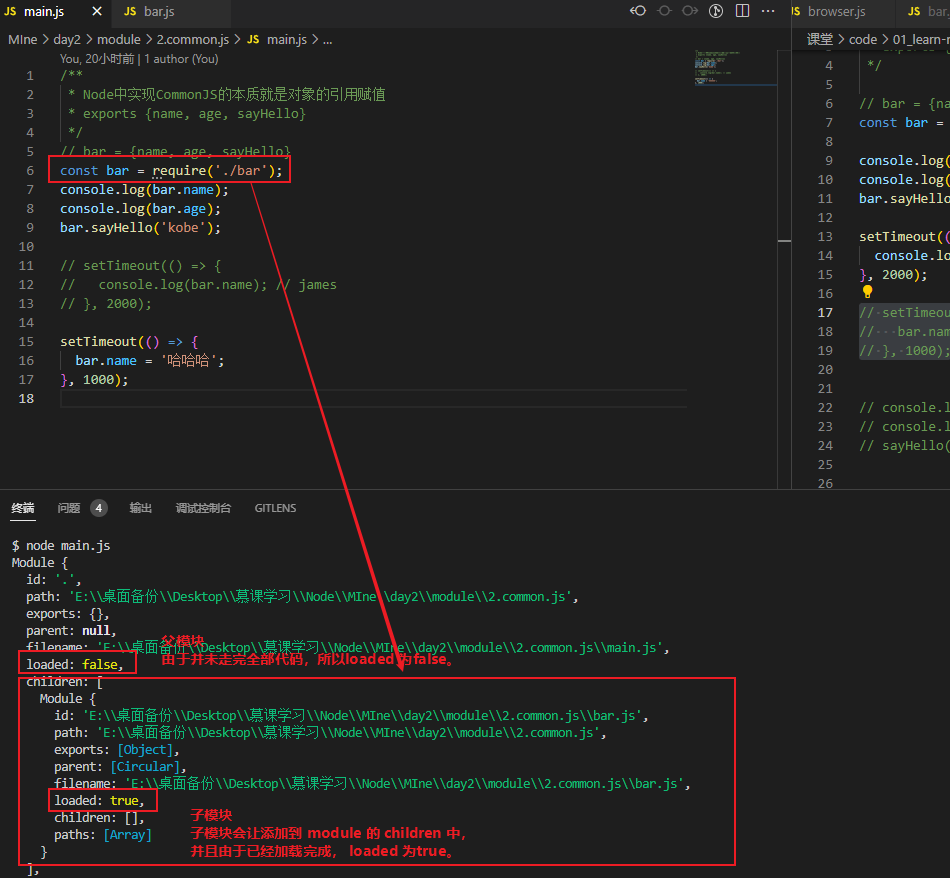 JS main.js × JS bar.js
MIne > day2 > module > 2.common.js > JS main.js > ...
You, 20小时前 | 1 author (You)
1 /**
2 * Node中实现CommonJS的本质就是对象的引用赋值
3 * exports {name, age, sayHello}
4 */
5 // bar = {name, age, sayHello}
6 const bar = require('./bar');
7 console.log(bar.name);
8 console.log(bar.age);
9 bar.sayHello('kobe');
10
11 // setTimeout(() => {
12 //   console.log(bar.name); // james
13 // }, 2000);
14
15 setTimeout(() => {
16   bar.name = '哈哈哈';
17 }, 1000);
18
JS browser.js JS bar.
课堂 > code > 01_learn-
4 */
5
6 // bar = {na
7 const bar =
8
9 console.log(
10 console.log(
11 bar.sayHello
12
13 setTimeout((
14   console.lo
15 }, 2000);
16
17 // setTimeou
18 //   bar.nam
19 // }, 1000);
20
21
22 // console.l
23 // console.l
24 // sayHello(
25
26
终端 问题 4 输出 调试控制台 GITLENS
$ node main.js
Module {
id: '.',
path: 'E:\\桌面备份\\Desktop\\慕课学习\\Node\\MIne\\day2\\module\\2.common.js',
exports: {},
parent: null,
filename: 'E:\\桌面备份\\Desktop\\慕课学习\\Node\\MIne\\day2\\module\\2.common.js\\main.js',
父模块
loaded: false,
由于并未走完全部代码，所以loaded 为false。
children: [
Module {
id: 'E:\\桌面备份\\Desktop\\慕课学习\\Node\\MIne\\day2\\module\\2.common.js\\bar.js',
path: 'E:\\桌面备份\\Desktop\\慕课学习\\Node\\MIne\\day2\\module\\2.common.js',
exports: [Object],
parent: [Circular],
filename: 'E:\\桌面备份\\Desktop\\慕课学习\\Node\\MIne\\day2\\module\\2.common.js\\bar.js',
loaded: true,
children: [],
paths: [Array]
}
],
子模块
子模块会让添加到 module 的 children 中，
并且由于已经加载完成， loaded 为true。